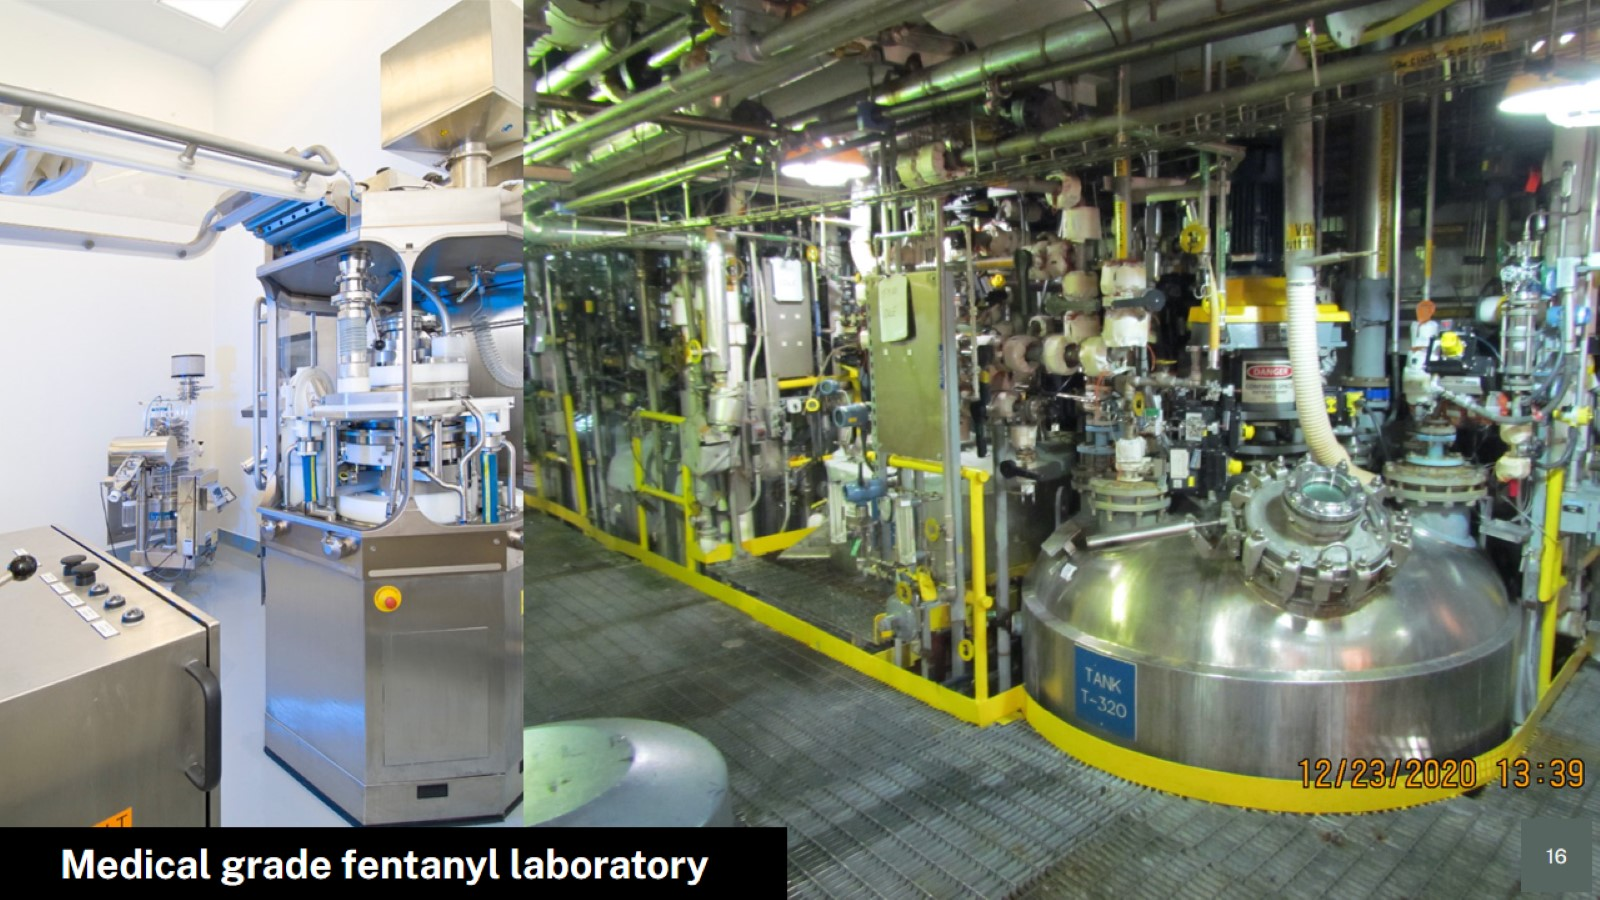 DANGER
TANK
T-320
12/23/2020 13:39
Medical grade fentanyl laboratory
16